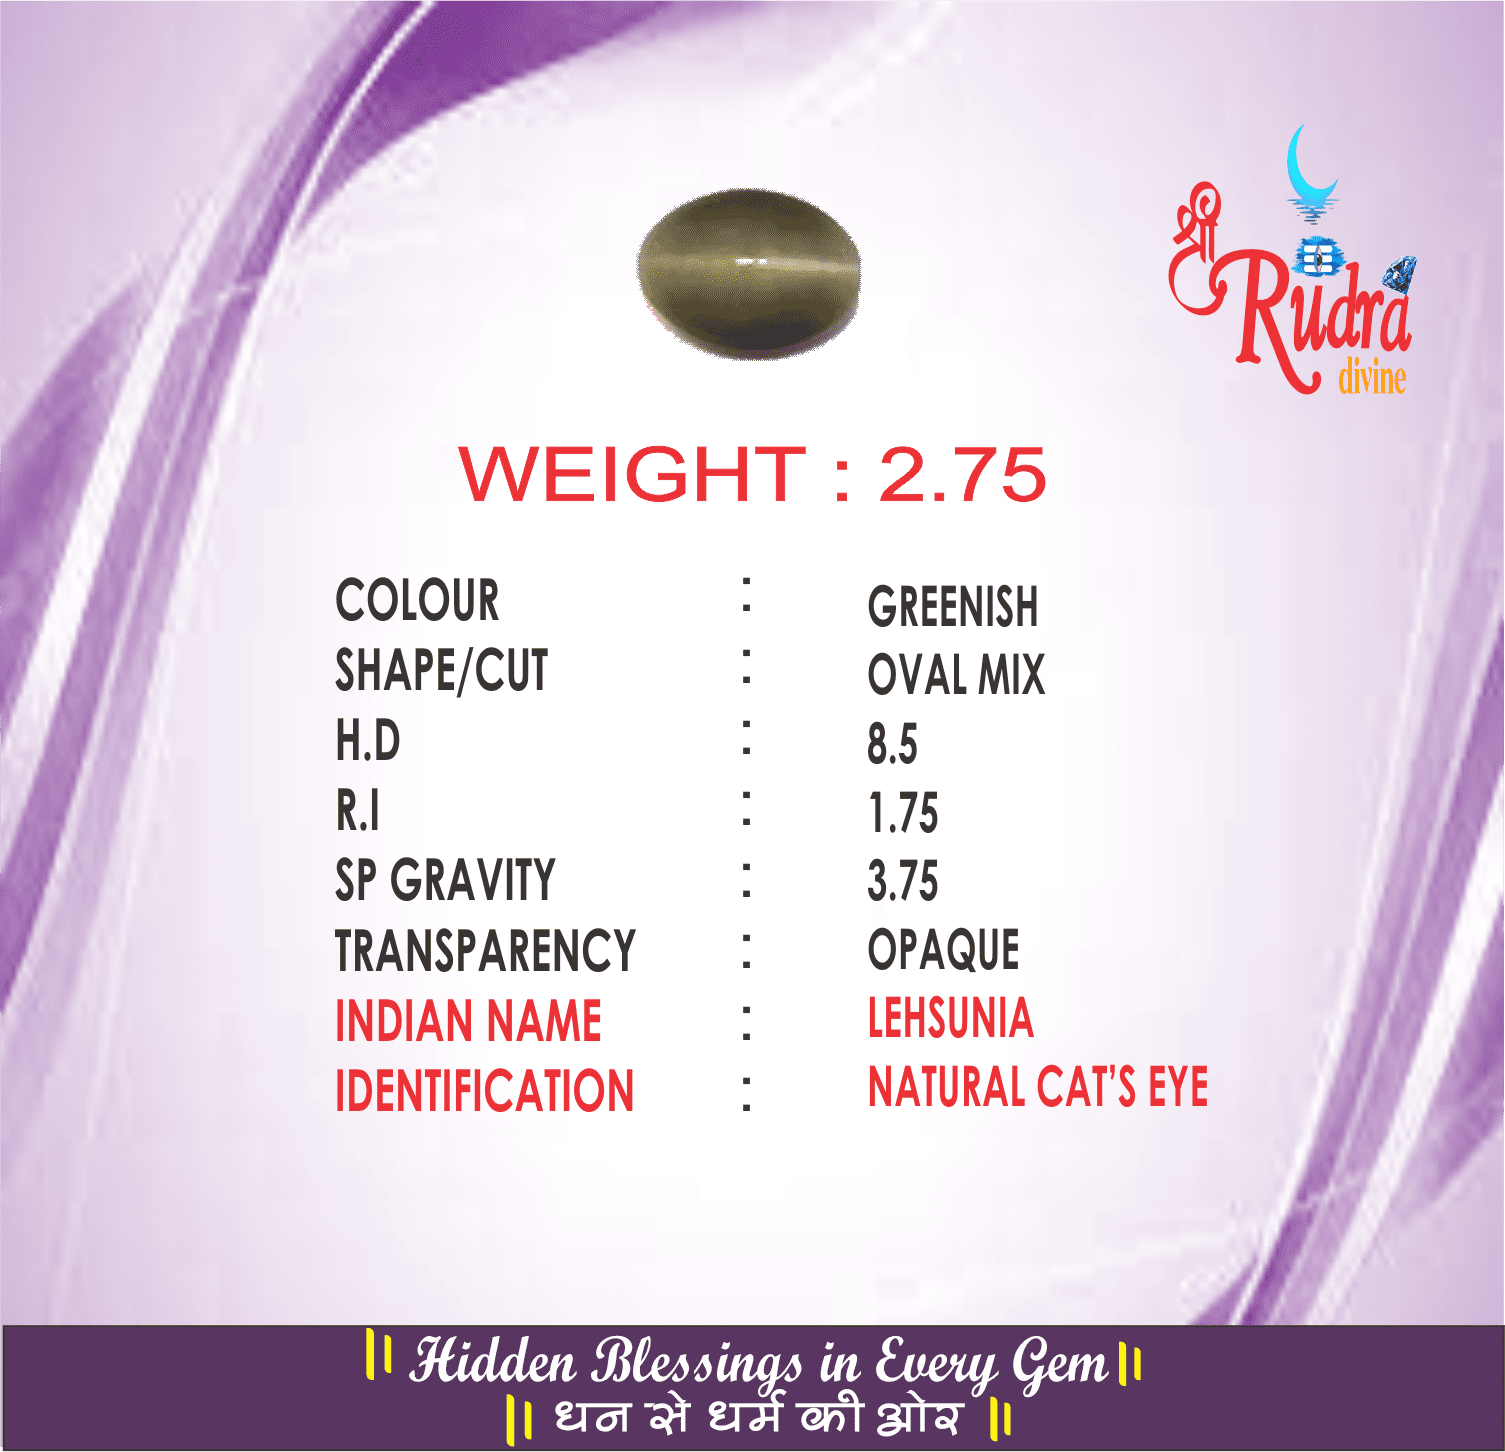 श्री
Rudra
divine
WEIGHT : 2.75
COLOUR : GREENISH
SHAPE/CUT : OVAL MIX
H.D : 8.5
R.I : 1.75
SP GRAVITY : 3.75
TRANSPARENCY : OPAQUE
INDIAN NAME : LEHSUNIA
IDENTIFICATION : NATURAL CAT’S EYE
|| Hidden Blessings in Every Gem ||
|| धन से धर्म की ओर ||